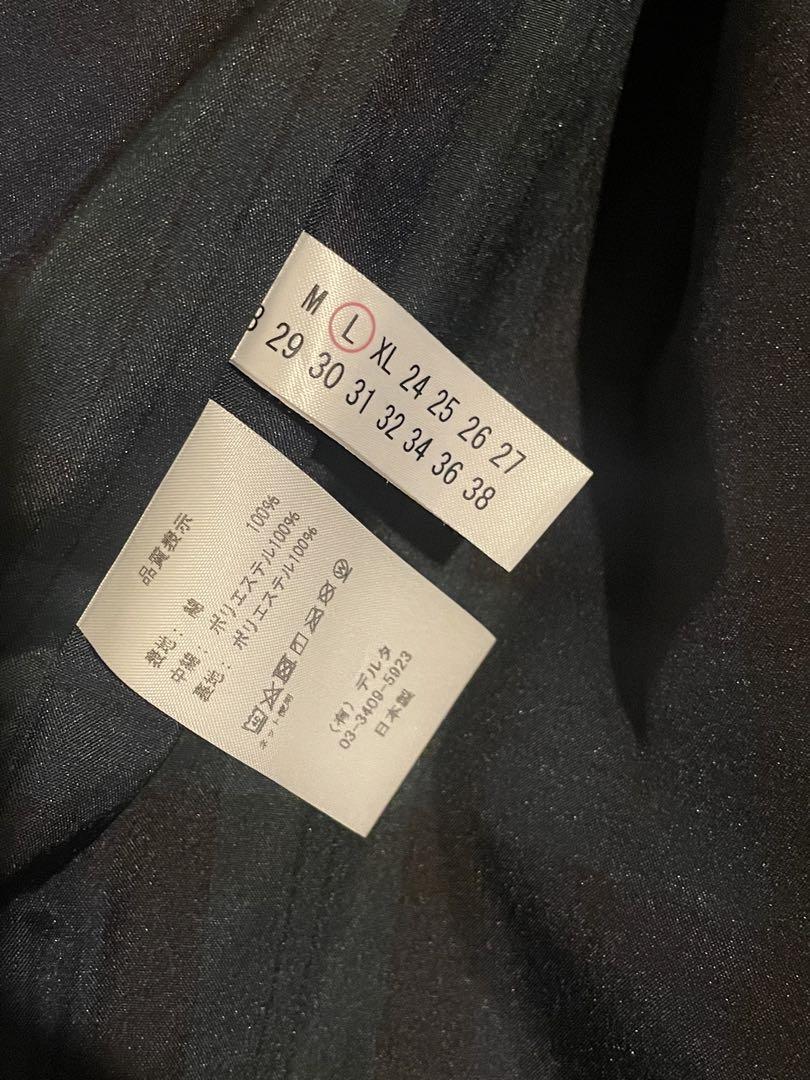 M L XL 24 25 26 27
29 30 31 32 34 36 38
品質表示
表地： 綿 100%
中綿： ポリエステル100%
裏地： ポリエステル100%
ネット使用
(有) デルタ
03-3409-5923
日本製